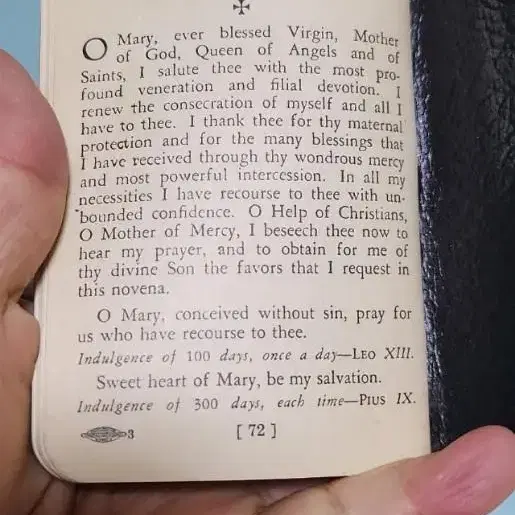 O Mary, ever blessed Virgin, Mother
of God, Queen of Angels and of
Saints, I salute thee with the most pro-
found veneration and filial devotion. I
renew the consecration of myself and all I
have to thee. I thank thee for thy maternal
protection and for the many blessings that
I have received through thy wondrous mercy
and most powerful intercession. In all my
necessities I have recourse to thee with un-
bounded confidence. O Help of Christians,
O Mother of Mercy, I beseech thee now to
hear my prayer, and to obtain for me of
thy divine Son the favors that I request in
this novena.
O Mary, conceived without sin, pray for
us who have recourse to thee.
Indulgence of 100 days, once a day—LEO XIII.
Sweet heart of Mary, be my salvation.
Indulgence of 300 days, each time—PIUS IX.
3 [ 72 ]